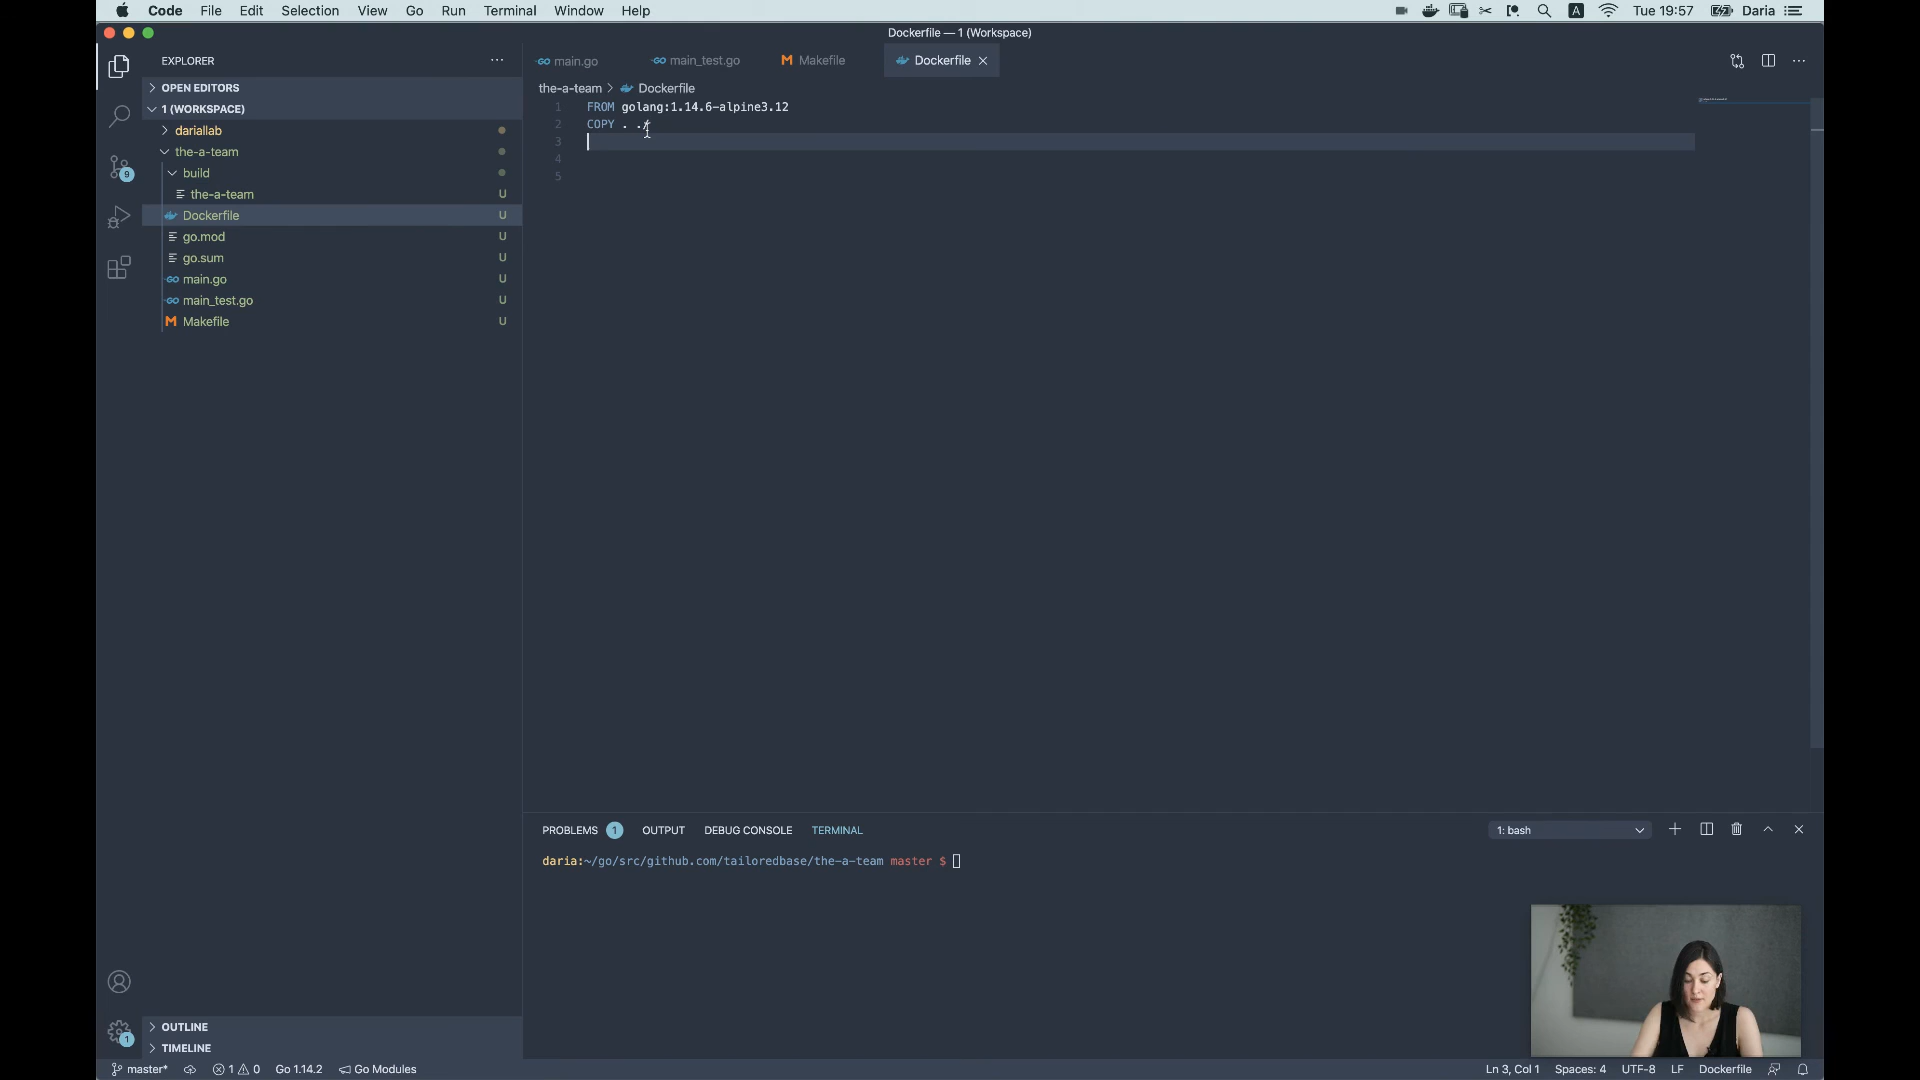 Code File Edit Selection View Go Run Terminal Window Help
A Tue 19:57 Daria
Dockerfile — 1 (Workspace)
EXPLORER
main.go main_test.go Makefile Dockerfile
OPEN EDITORS
1 (WORKSPACE)
dariallab
the-a-team
build
the-a-team U
Dockerfile U
go.mod U
go.sum U
main.go U
main_test.go U
Makefile U
9
the-a-team > Dockerfile
1 FROM golang:1.14.6-alpine3.12
2 COPY . ./
3
4
5
PROBLEMS 1 OUTPUT DEBUG CONSOLE TERMINAL 1: bash
daria:~/go/src/github.com/tailoredbase/the-a-team master $
OUTLINE
1
TIMELINE
master* 1 0 Go 1.14.2 Go Modules Ln 3, Col 1 Spaces: 4 UTF-8 LF Dockerfile